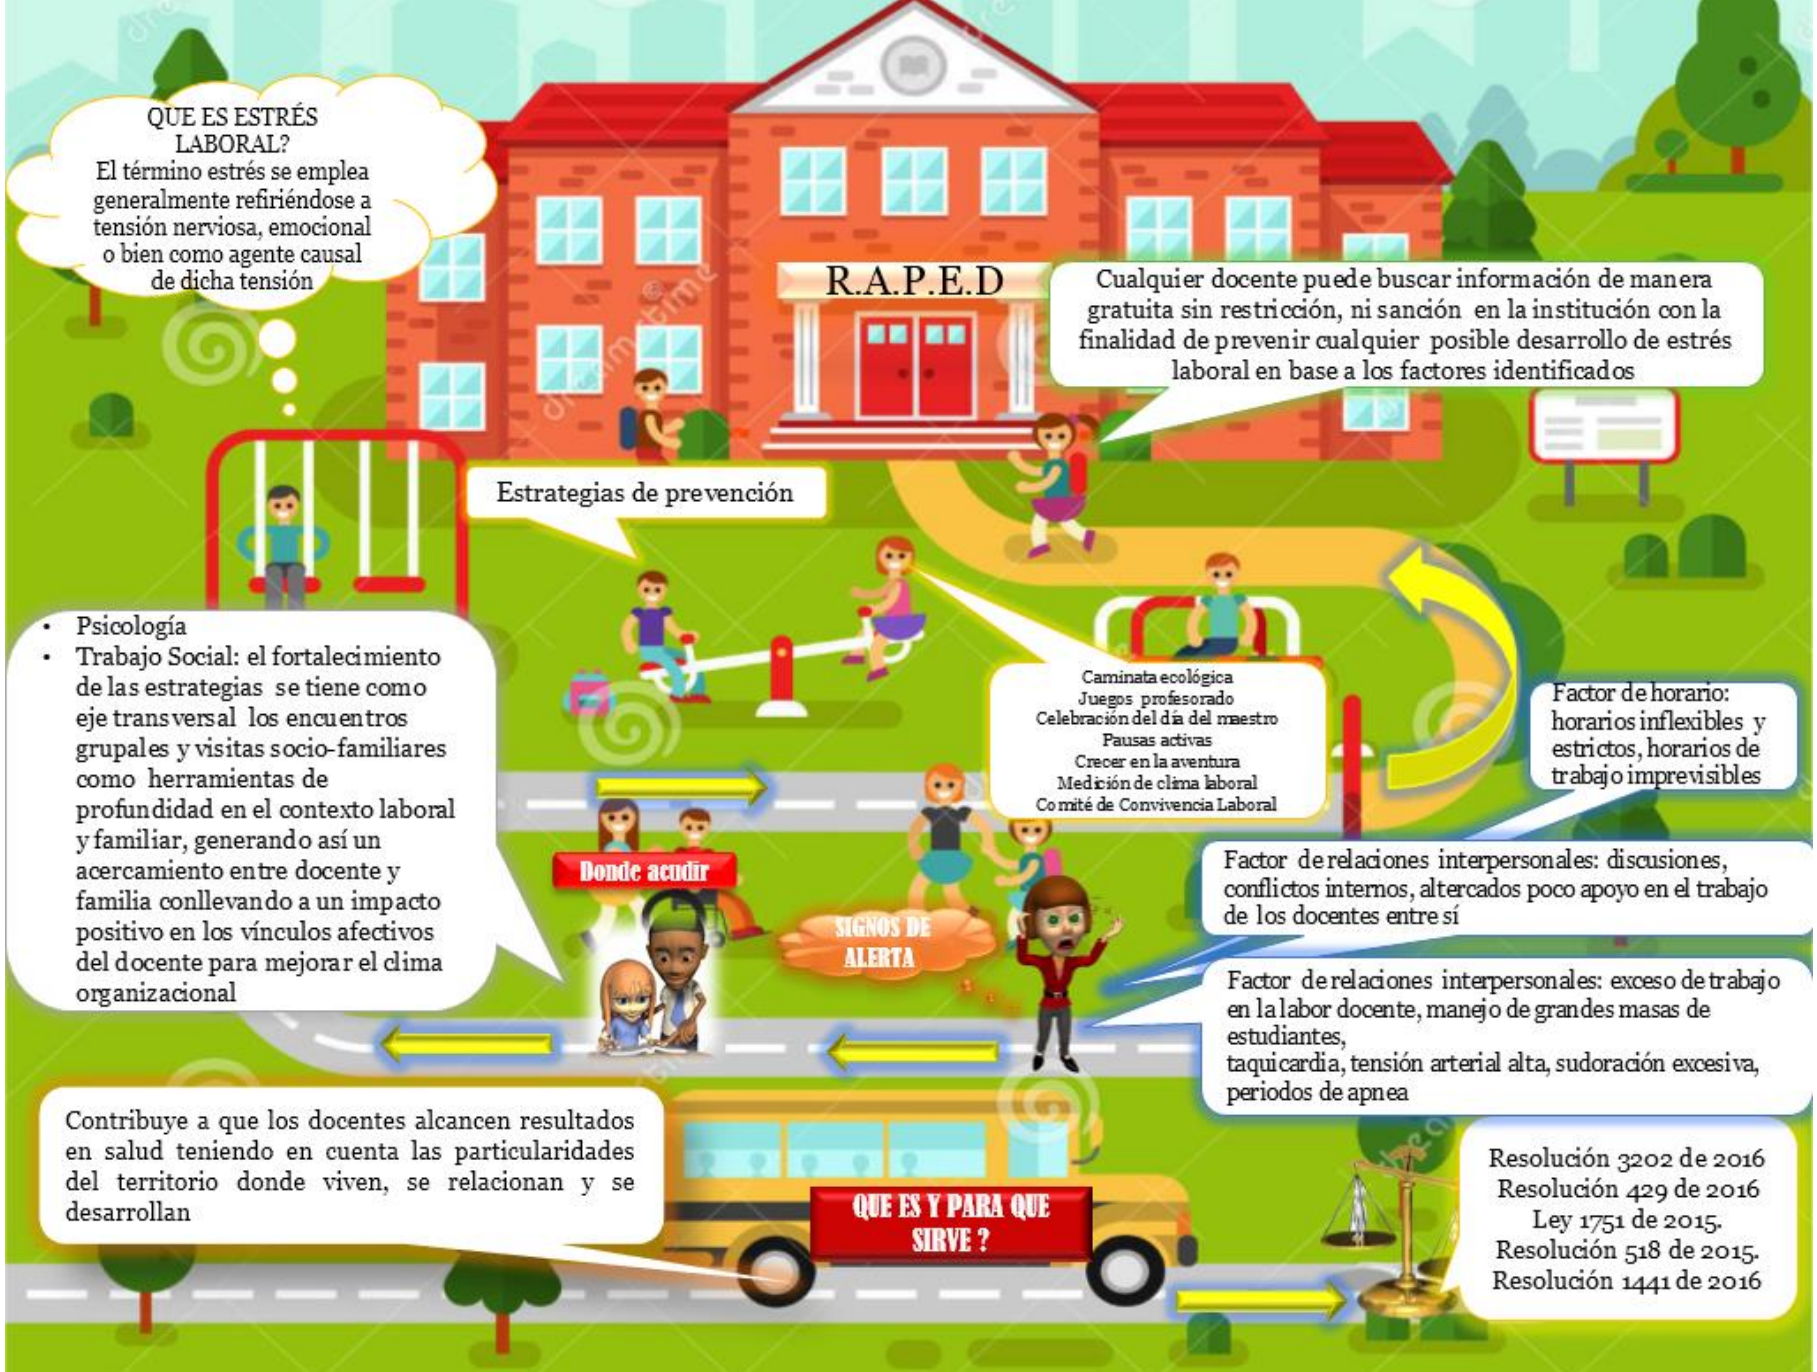 QUE ES ESTRÉS
LABORAL?
El término estrés se emplea
generalmente refiriéndose a
tensión nerviosa, emocional
o bien como agente causal
de dicha tensión
R.A.P.E.D
Cualquier docente puede buscar información de manera
gratuita sin restricción, ni sanción en la institución con la
finalidad de prevenir cualquier posible desarrollo de estrés
laboral en base a los factores identificados
Estrategias de prevención
• Psicología
• Trabajo Social: el fortalecimiento
de las estrategias se tiene como
eje transversal los encuentros
grupales y visitas socio-familiares
como herramientas de
profundidad en el contexto laboral
y familiar, generando así un
acercamiento entre docente y
familia conllevando a un impacto
positivo en los vínculos afectivos
del docente para mejorar el clima
organizacional
Caminata ecológica
Juegos profesorado
Celebración del día del maestro
Pausas activas
Crecer en la aventura
Medición de clima laboral
Comité de Convivencia Laboral
Factor de horario:
horarios inflexibles y
estrictos, horarios de
trabajo imprevisibles
Donde acudir
SIGNOS DE
ALERTA
Factor de relaciones interpersonales: discusiones,
conflictos internos, altercados poco apoyo en el trabajo
de los docentes entre sí
Factor de relaciones interpersonales: exceso de trabajo
en la labor docente, manejo de grandes masas de
estudiantes,
taquicardia, tensión arterial alta, sudoración excesiva,
periodos de apnea
Contribuye a que los docentes alcancen resultados
en salud teniendo en cuenta las particularidades
del territorio donde viven, se relacionan y se
desarrollan
QUE ES Y PARA QUE
SIRVE ?
Resolución 3202 de 2016
Resolución 429 de 2016
Ley 1751 de 2015.
Resolución 518 de 2015.
Resolución 1441 de 2016
dreamstime